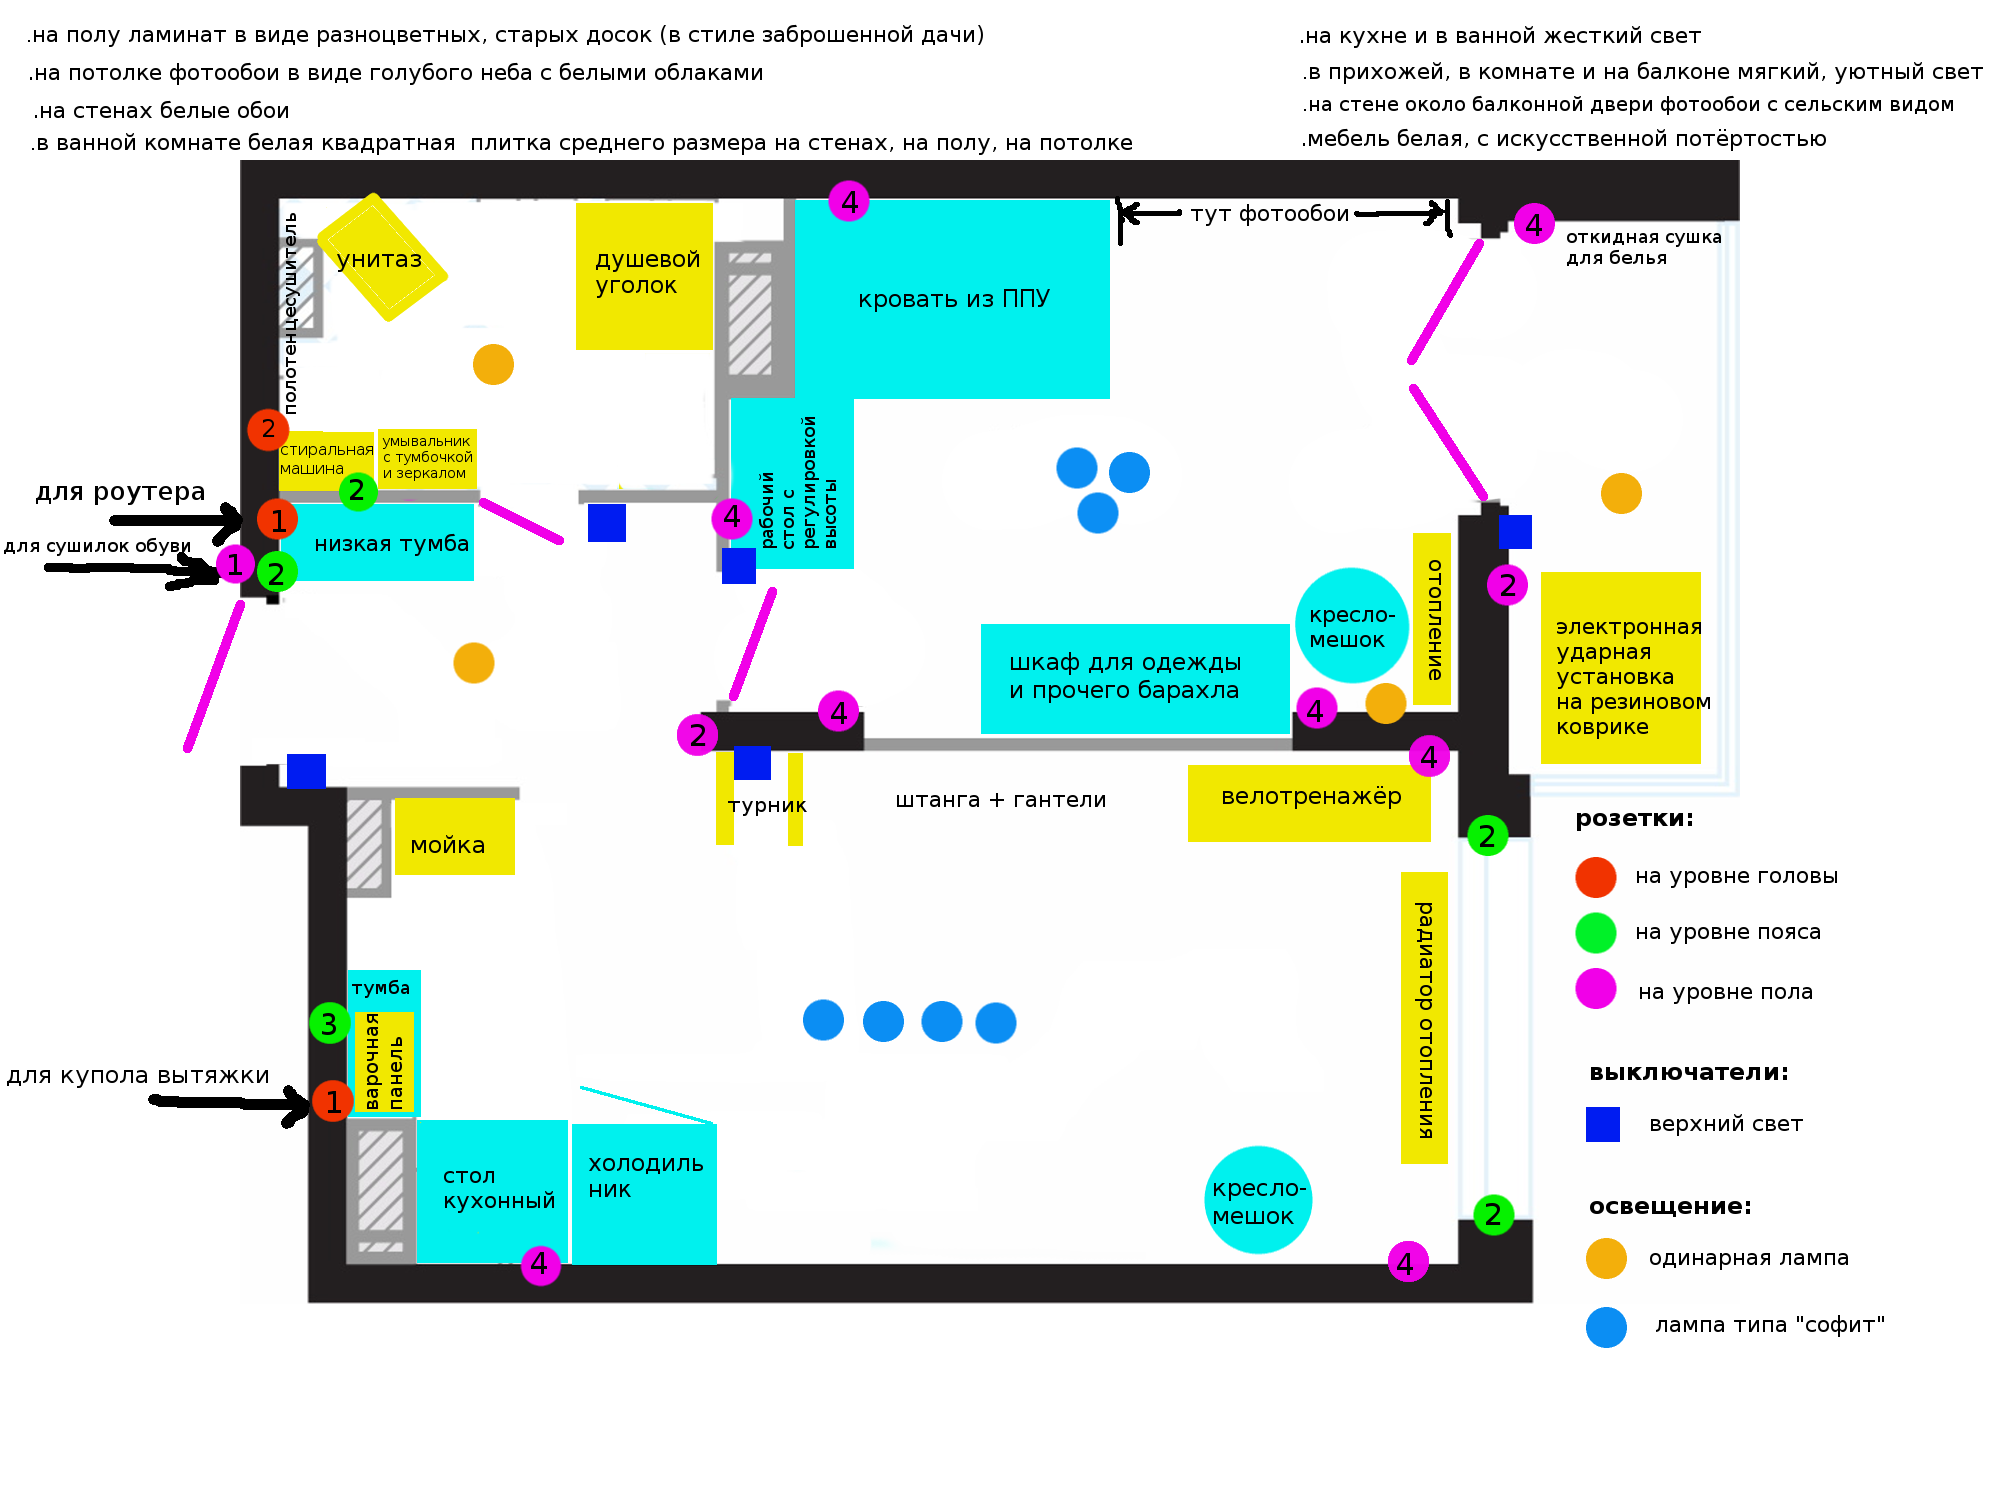 .на полу ламинат в виде разноцветных, старых досок (в стиле заброшенной дачи)
.на потолке фотообои в виде голубого неба с белыми облаками
.на стенах белые обои
.в ванной комнате белая квадратная  плитка среднего размера на стенах, на полу, на потолке
.на кухне и в ванной жесткий свет
.в прихожей, в комнате и на балконе мягкий, уютный свет
.на стене около балконной двери фотообои с сельским видом
.мебель белая, с искусственной потёртостью
полотенцесушитель
унитаз
душевой
уголок
4
кровать из ППУ
тут фотообои
4
откидная сушка
для белья
2
стиральная
машина
умывальник
с тумбочкой
и зеркалом
2
для роутера
1
для сушилок обуви
1
2
низкая тумба
4
рабочий
стол с
регулировкой
высоты
отопление
кресло-
мешок
шкаф для одежды
и прочего барахла
2
электронная
ударная
установка
на резиновом
коврике
2
4
4
4
турник
штанга + гантели
велотренажёр
2
мойка
радиатор отопления
тумба
3
варочная
панель
для купола вытяжки
1
стол
кухонный
холодиль
ник
4
кресло-
мешок
4
2
розетки:
на уровне головы
на уровне пояса
на уровне пола
выключатели:
верхний свет
освещение:
одинарная лампа
лампа типа "софит"